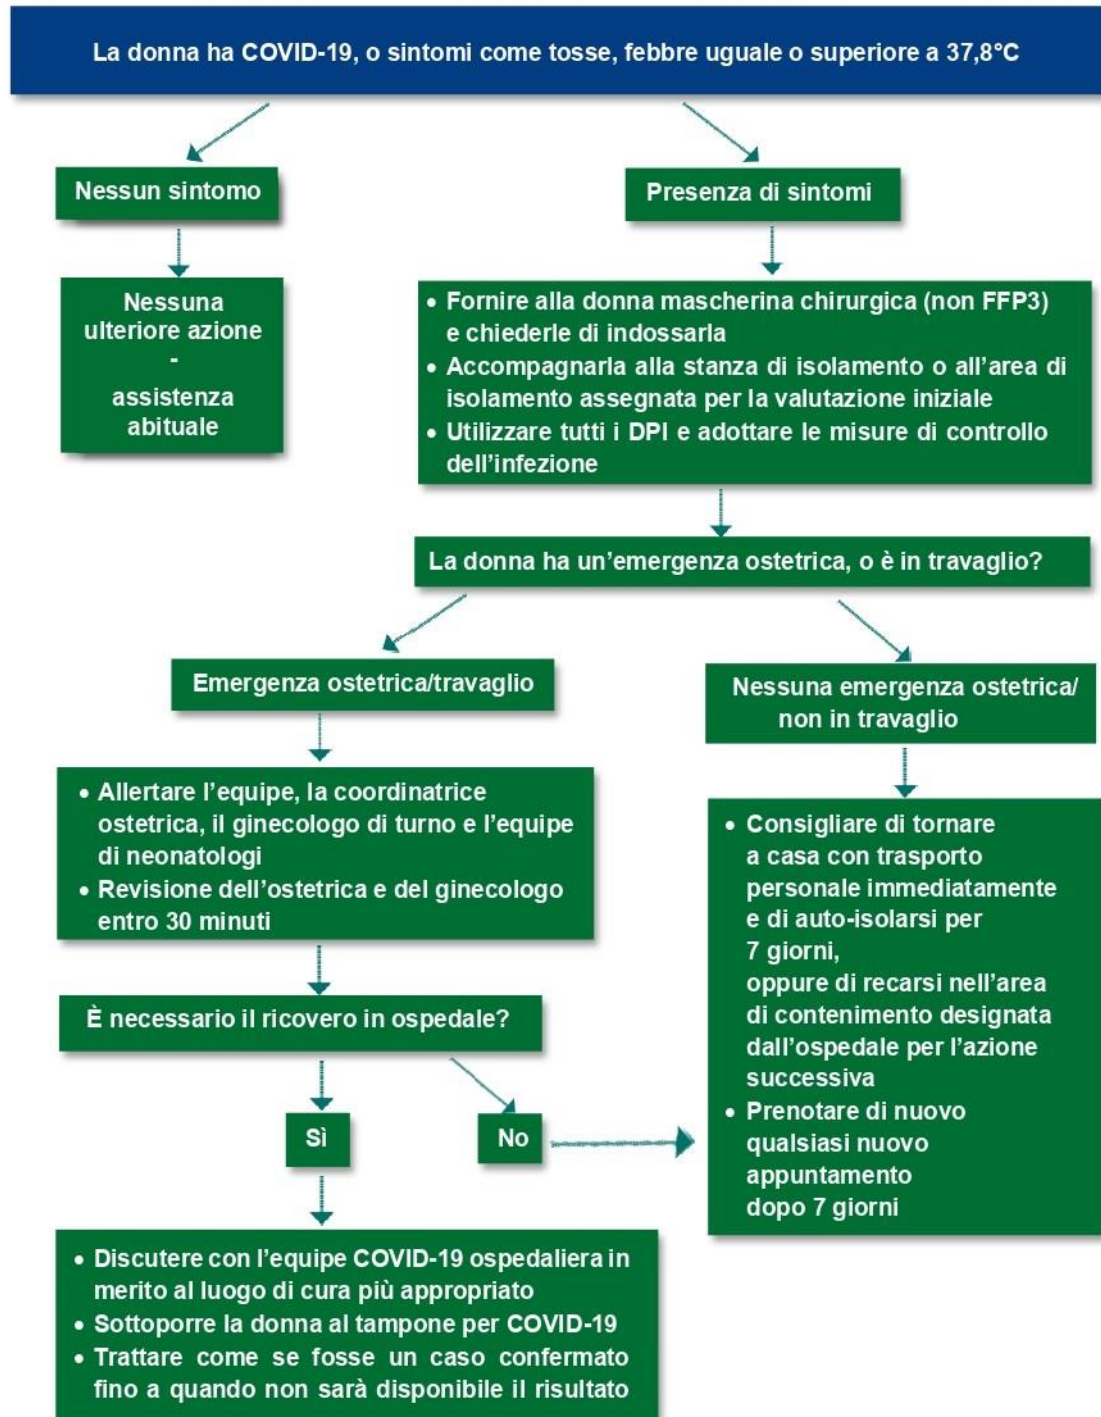 La donna ha COVID-19, o sintomi come tosse, febbre uguale o superiore a 37,8°C
Nessun sintomo
Presenza di sintomi
Nessuna
ulteriore azione
-
assistenza
abituale
• Fornire alla donna mascherina chirurgica (non FFP3)
e chiederle di indossarla
• Accompagnarla alla stanza di isolamento o all’area di
isolamento assegnata per la valutazione iniziale
• Utilizzare tutti i DPI e adottare le misure di controllo
dell’infezione
La donna ha un’emergenza ostetrica, o è in travaglio?
Emergenza ostetrica/travaglio
Nessuna emergenza ostetrica/
non in travaglio
• Allertare l’equipe, la coordinatrice
ostetrica, il ginecologo di turno e l’equipe
di neonatologi
• Revisione dell’ostetrica e del ginecologo
entro 30 minuti
• Consigliare di tornare
a casa con trasporto
personale immediatamente
e di auto-isolarsi per
7 giorni,
oppure di recarsi nell’area
di contenimento designata
dall’ospedale per l’azione
successiva
• Prenotare di nuovo
qualsiasi nuovo
appuntamento
dopo 7 giorni
È necessario il ricovero in ospedale?
Sì
No
• Discutere con l’equipe COVID-19 ospedaliera in
merito al luogo di cura più appropriato
• Sottoporre la donna al tampone per COVID-19
• Trattare come se fosse un caso confermato
fino a quando non sarà disponibile il risultato